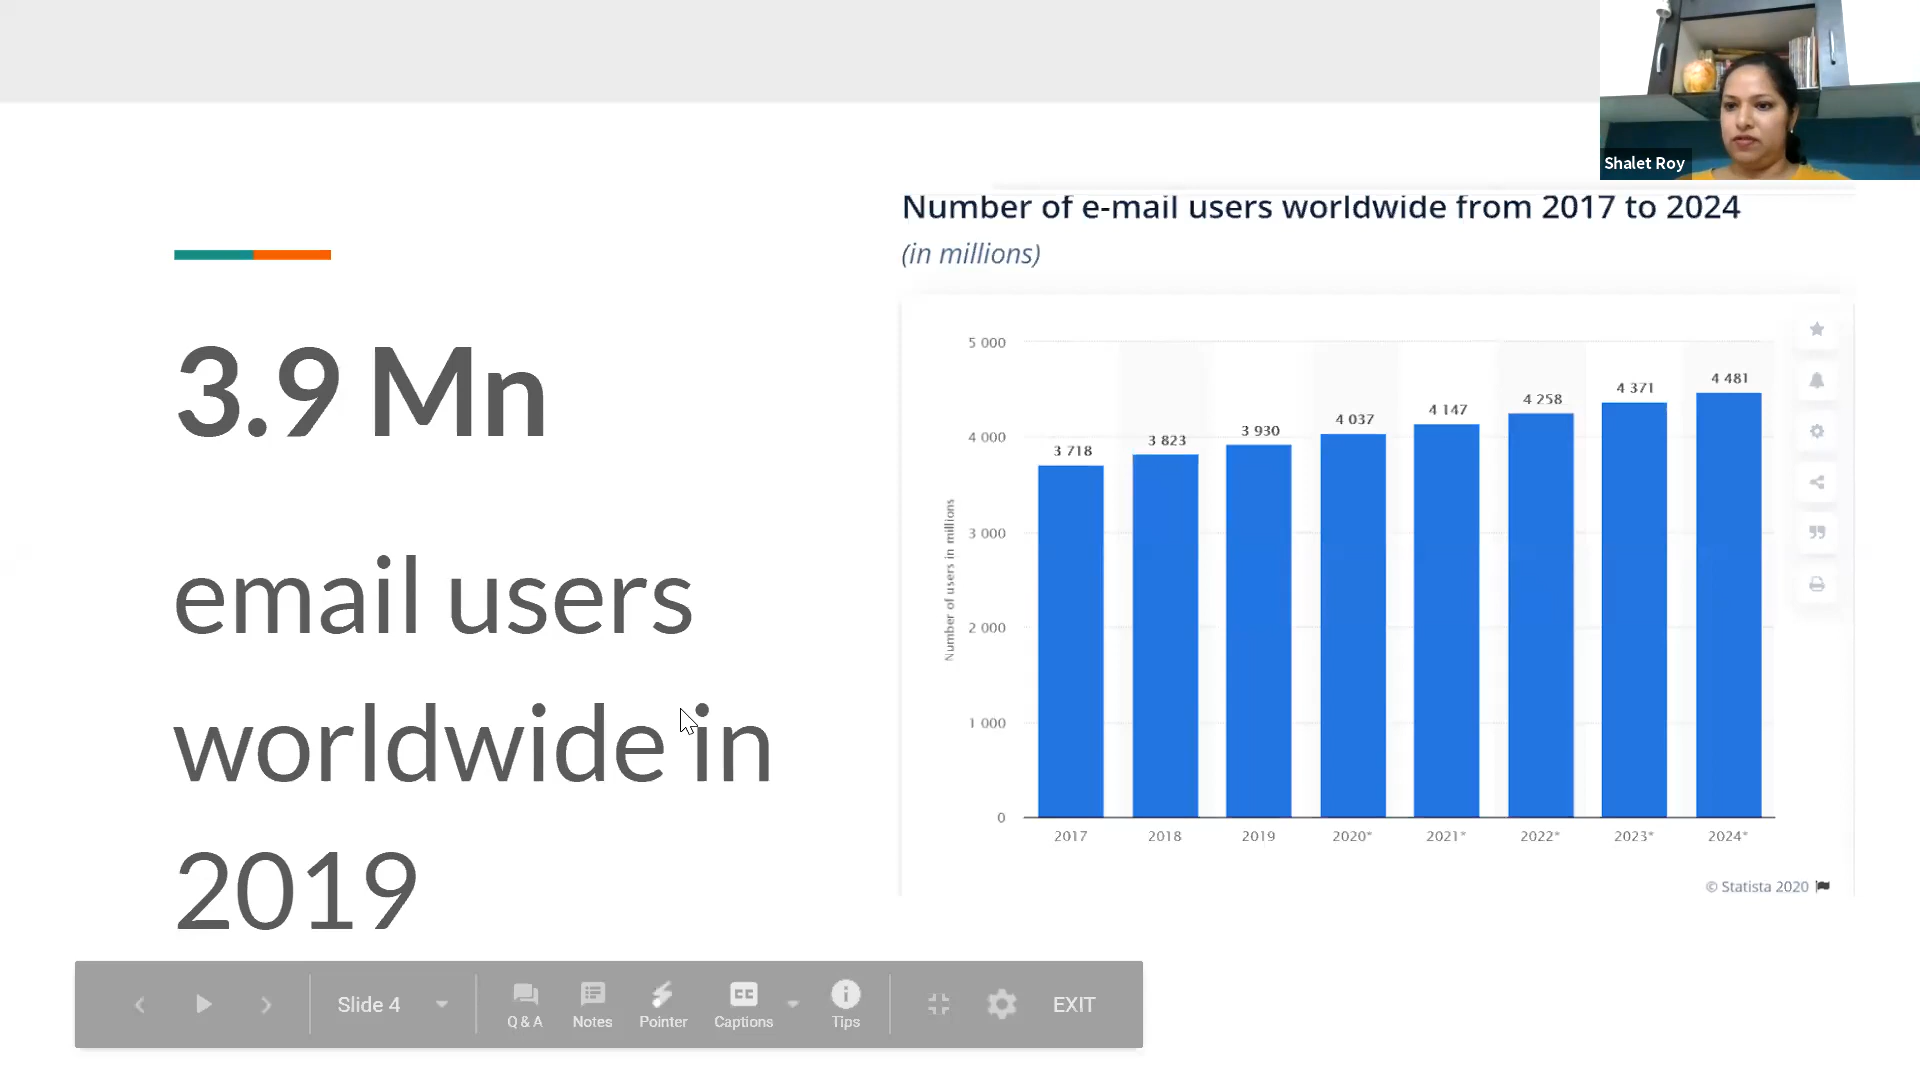 Shalet Roy
3.9 Mn
email users
worldwide in
2019
Number of e-mail users worldwide from 2017 to 2024
(in millions)
Number of users in millions
5 000
4 000
3 000
2 000
1 000
0
3 718
3 823
3 930
4 037
4 147
4 258
4 371
4 481
2017 2018 2019 2020* 2021* 2022* 2023* 2024*
© Statista 2020
Slide 4 Q & A Notes Pointer CC Captions Tips EXIT